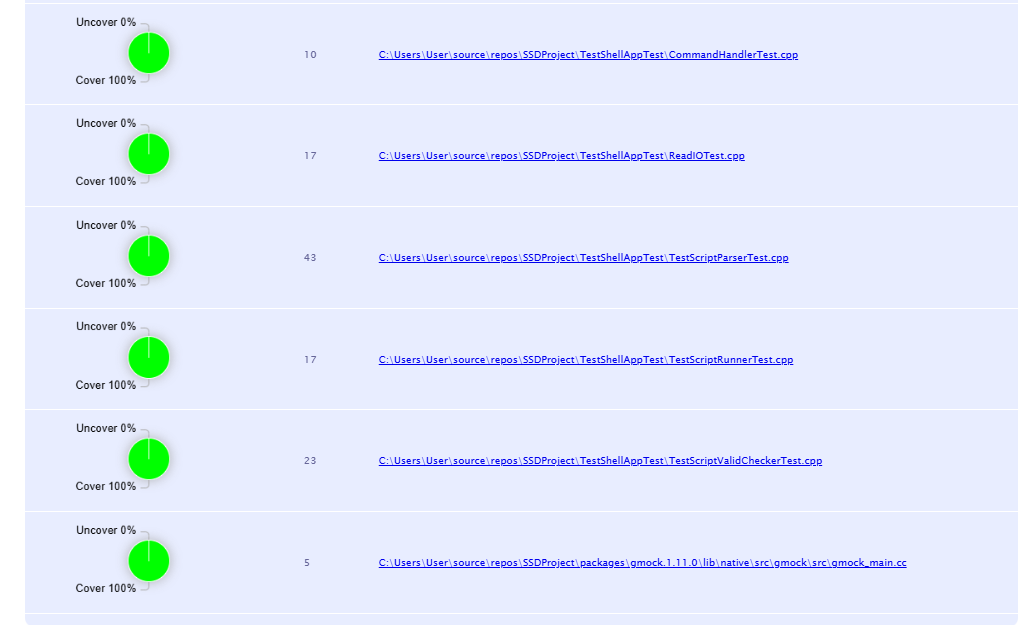 Uncover 0%
Cover 100%
10
C:\Users\User\source\repos\SSDProject\TestShellAppTest\CommandHandlerTest.cpp
Uncover 0%
Cover 100%
17
C:\Users\User\source\repos\SSDProject\TestShellAppTest\ReadIOTest.cpp
Uncover 0%
Cover 100%
43
C:\Users\User\source\repos\SSDProject\TestShellAppTest\TestScriptParserTest.cpp
Uncover 0%
Cover 100%
17
C:\Users\User\source\repos\SSDProject\TestShellAppTest\TestScriptRunnerTest.cpp
Uncover 0%
Cover 100%
23
C:\Users\User\source\repos\SSDProject\TestShellAppTest\TestScriptValidCheckerTest.cpp
Uncover 0%
Cover 100%
5
C:\Users\User\source\repos\SSDProject\packages\gmock.1.11.0\lib\native\src\gmock\src\gmock_main.cc